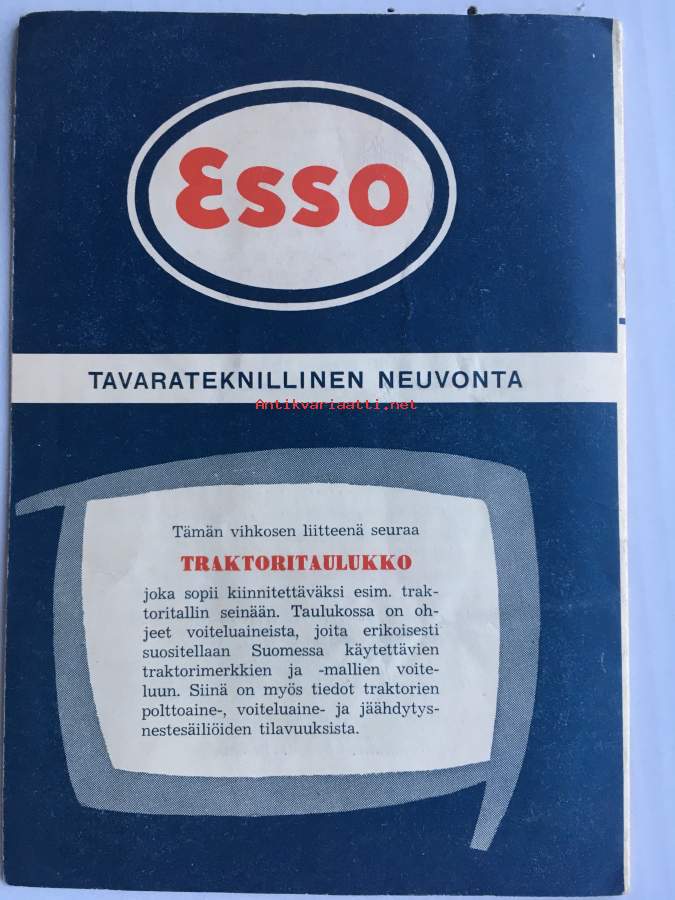 Esso
TAVARATEKNILLINEN NEUVONTA
Antikvariaatti.net
Tämän vihkosen liitteenä seuraa
TRAKTORITAULUKKO
joka sopii kiinnitettäväksi esim. trak-
toritallin seinään. Taulukossa on oh-
jeet voiteluaineista, joita erikoisesti
suositellaan Suomessa käytettävien
traktorimerkkien ja -mallien voite-
luun. Siinä on myös tiedot traktorien
polttoaine-, voiteluaine- ja jäähdytys-
nestesäiliöiden tilavuuksista.